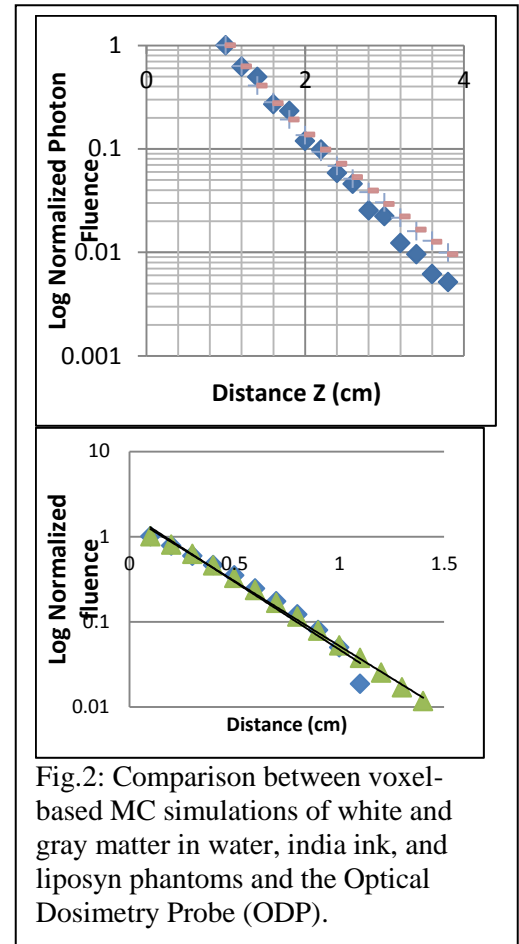 1
0 2 4
0.1
0.01
0.001
Log Normalized Photon
Fluence
Distance Z (cm)
10
1
0 0.5 1 1.5
0.1
0.01
Log Normalized
fluence
Distance (cm)
Fig.2: Comparison between voxel-
based MC simulations of white and
gray matter in water, india ink, and
liposyn phantoms and the Optical
Dosimetry Probe (ODP).